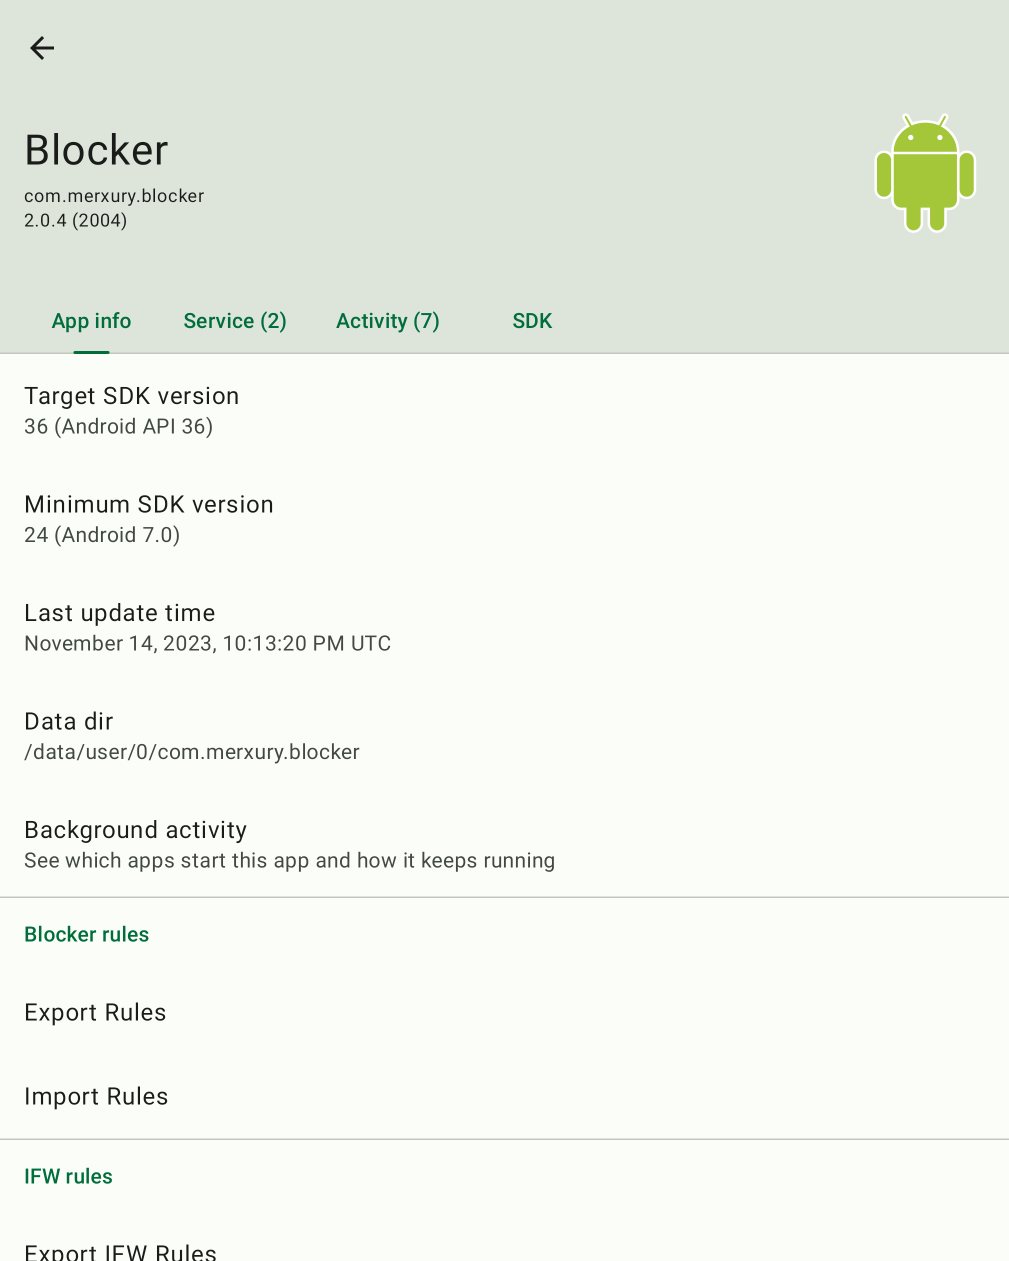 Blocker
com.merxury.blocker
2.0.4 (2004)
App info
Service (2)
Activity (7)
SDK
Target SDK version
36 (Android API 36)
Minimum SDK version
24 (Android 7.0)
Last update time
November 14, 2023, 10:13:20 PM UTC
Data dir
/data/user/0/com.merxury.blocker
Background activity
See which apps start this app and how it keeps running
Blocker rules
Export Rules
Import Rules
IFW rules
Export IFW Rules